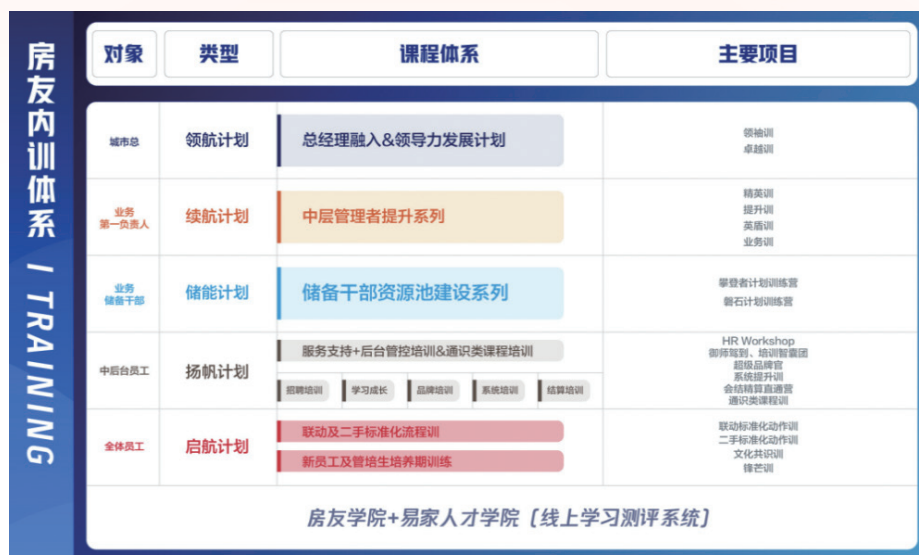 房友内训体系 / TRAINING
对象 类型 课程体系 主要项目
城市总 领航计划 总经理融入&领导力发展计划
领袖训
卓越训
业务
第一负责人
续航计划 中层管理者提升系列
精英训
提升训
英盾训
业务训
业务
储备干部
储能计划 储备干部资源池建设系列
攀登者计划训练营
磐石计划训练营
中后台员工 扬帆计划
服务支持+后台管控培训&通识类课程培训
招聘培训 学习成长 品牌培训 系统培训 结算培训
HR Workshop
御师驾到、培训智囊团
超级品牌官
系统提升训
会结精算直通营
通识类课程训
全体员工 启航计划
联动及二手标准化流程训
新员工及管培生培养期训练
联动标准化动作训
二手标准化动作训
文化共识训
锋芒训
房友学院+易家人才学院〔线上学习测评系统〕